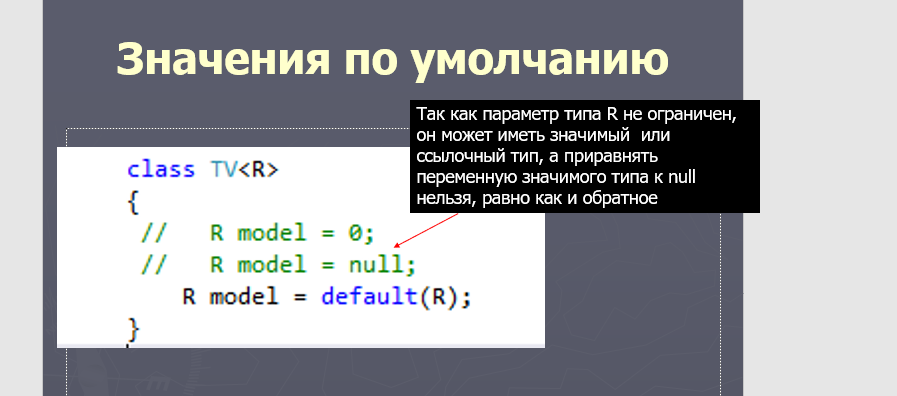 Значения по умолчанию
Так как параметр типа R не ограничен,
он может иметь значимый или
ссылочный тип, а приравнять
переменную значимого типа к null
нельзя, равно как и обратное
class TV<R>
{
// R model = 0;
// R model = null;
R model = default(R);
}